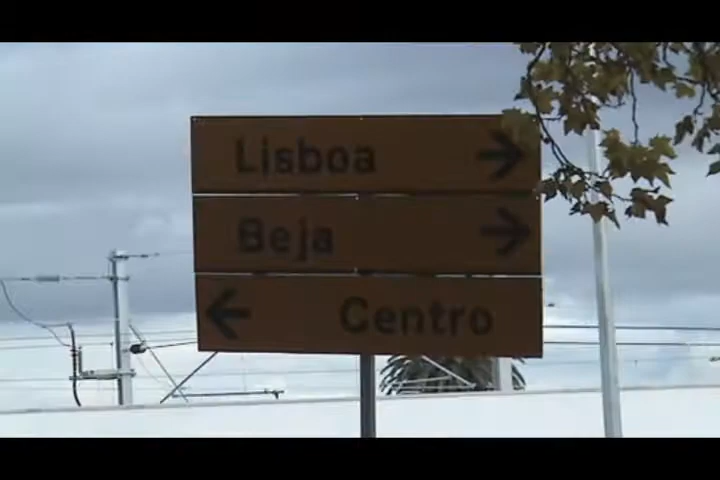 Lisboa →
Beja →
← Centro